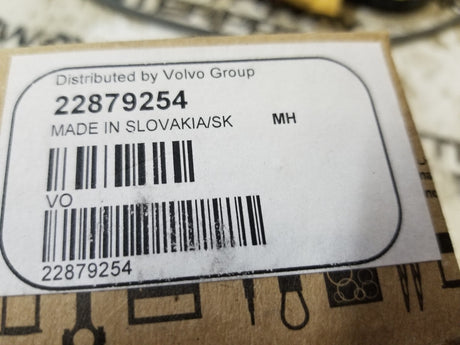 Distributed by Volvo Group
22879254
MADE IN SLOVAKIA/SK MH
VO
22879254